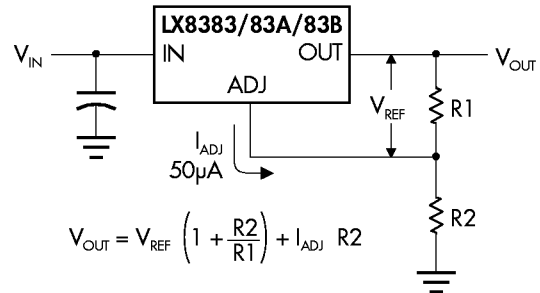 LX8383/83A/83B
V_IN
IN
OUT
V_OUT
ADJ
V_REF
R1
I_ADJ
50µA
R2
V_OUT = V_REF (1 + R2/R1) + I_ADJ R2